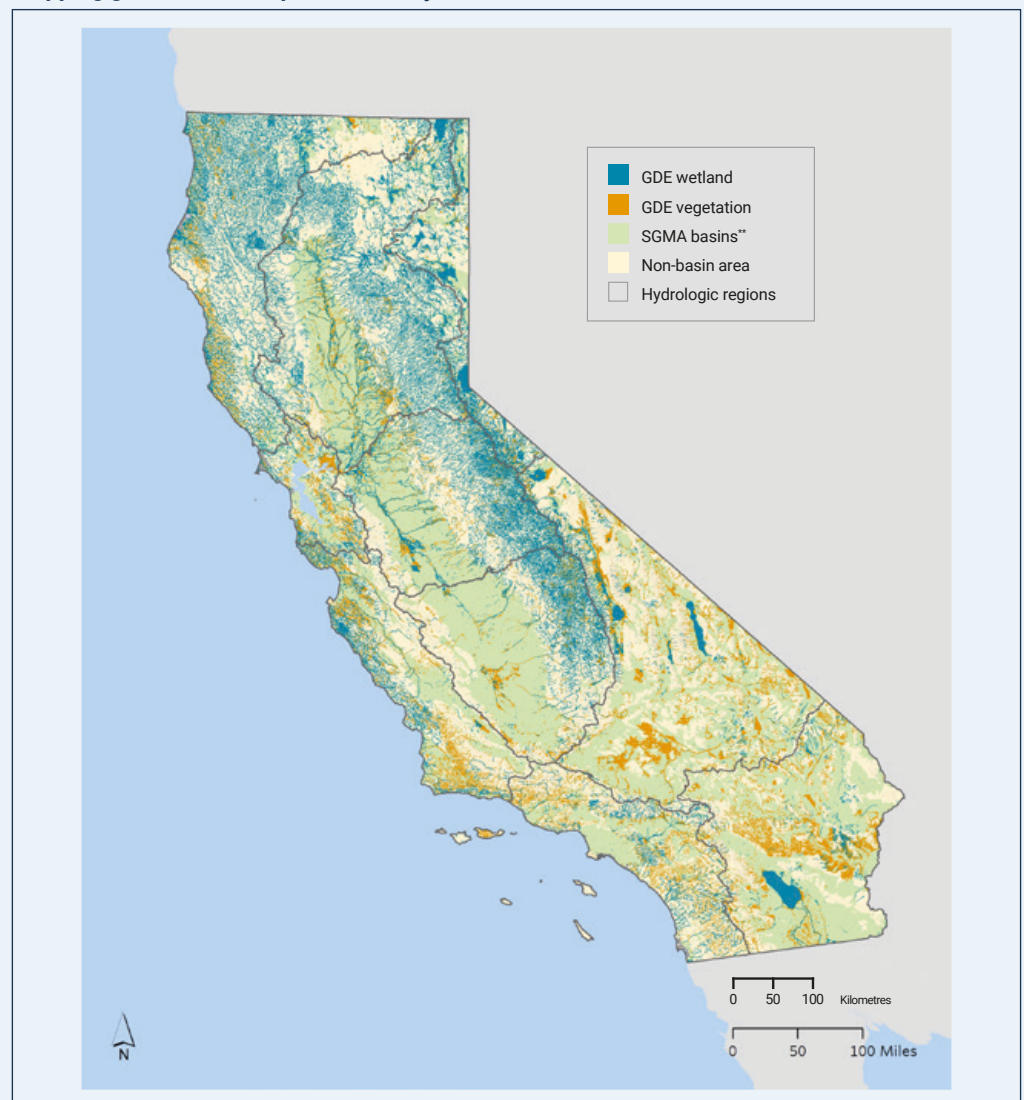 GDE wetland
GDE vegetation
SGMA basins**
Non-basin area
Hydrologic regions
0 50 100 Kilometres
0 50 100 Miles
N